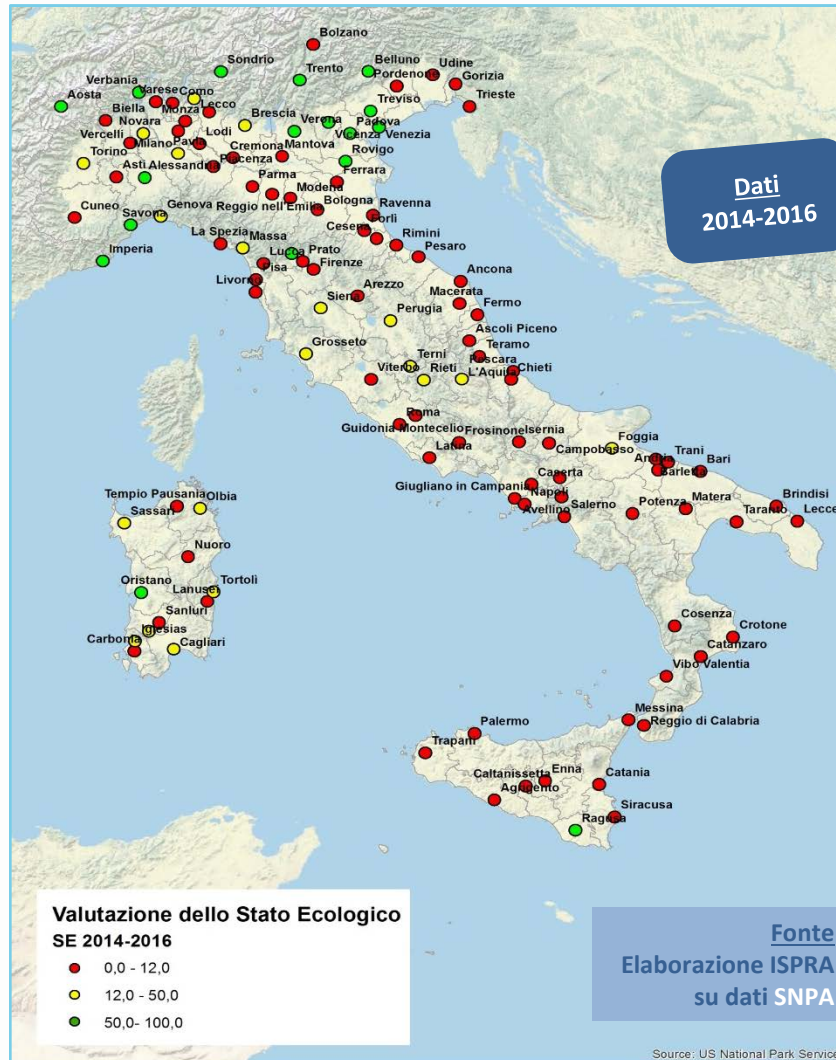 Bolzano
Sondrio
Belluno
Udine
Trento
Pordenone
Gorizia
Verbania
Aosta
Varese
Como
Treviso
Trieste
Biella
Monza
Lecco
Brescia
Verona
Padova
Novara
Vicenza
Venezia
Vercelli
Milano
Pavia
Lodi
Cremona
Mantova
Rovigo
Torino
Asti
Alessandria
Piacenza
Parma
Ferrara
Modena
Cuneo
Savona
Genova
Reggio nell'Emilia
Bologna
Ravenna
Forlì
Cesena
Rimini
Imperia
La Spezia
Massa
Lucca
Prato
Pesaro
Pisa
Firenze
Livorno
Arezzo
Ancona
Siena
Macerata
Fermo
Perugia
Grosseto
Ascoli Piceno
Teramo
Terni
Pescara
Viterbo
Rieti
L'Aquila
Chieti
Roma
Guidonia Montecelio
Frosinone
Isernia
Foggia
Latina
Campobasso
Andria
Trani
Barletta
Bari
Caserta
Giugliano in Campania
Napoli
Avellino
Salerno
Potenza
Matera
Taranto
Brindisi
Lecce
Tempio Pausania
Olbia
Sassari
Nuoro
Oristano
Lanusei
Tortolì
Sanluri
Iglesias
Carbonia
Cagliari
Cosenza
Crotone
Catanzaro
Vibo Valentia
Messina
Reggio di Calabria
Palermo
Trapani
Caltanissetta
Enna
Catania
Agrigento
Siracusa
Ragusa
Dati
2014-2016
Valutazione dello Stato Ecologico
SE 2014-2016
0,0 - 12,0
12,0 - 50,0
50,0- 100,0
Fonte
Elaborazione ISPRA
su dati SNPA
Source: US National Park Service